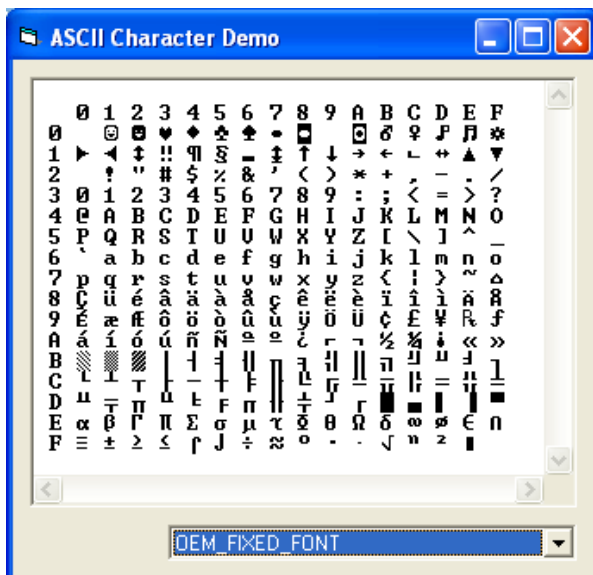 ASCII Character Demo
0 1 2 3 4 5 6 7 8 9 A B C D E F
0 ☺ ☻ ♥ ♦ ♣ ♠ • ◘ ◙ ♂ ♀ ♪ ♫ ☼
1 ► ◄ ↕ !! ¶ § ▬ ↨ ↑ ↓ → ← ∟ ↔ ▲ ▼
2 ! " # $ % & ' ( ) * + , - . /
3 0 1 2 3 4 5 6 7 8 9 : ; < = > ?
4 @ A B C D E F G H I J K L M N O
5 P Q R S T U V W X Y Z [ \ ] ^ _
6 ` a b c d e f g h i j k l m n o
7 p q r s t u v w x y z { ¦ } ~ ⌂
8 Ç ü é â ä à å ç ê ë è ï î ì Ä Å
9 É æ Æ ô ö ò û ù ÿ Ö Ü ¢ £ ¥ ₧ ƒ
A á í ó ú ñ Ñ ª º ¿ ⌐ ¬ ½ ¼ ¡ « »
B ░ ▒ ▓ │ ┤ ╡ ╢ ╖ ╕ ╣ ║ ╗ ╝ ╜ ╛ ┐
C └ ┴ ┬ ├ ─ ┼ ╞ ╟ ╚ ╔ ╩ ╦ ╠ ═ ╬ ╧
D ╨ ╤ ╥ ╙ ╘ ╒ ╓ ╫ ╪ ┘ ┌ █ ▄ ▌ ▐ ▀
E α β Γ π Σ σ µ τ Φ Θ Ω δ ∞ ø ∈ ∩
F ≡ ± ≥ ≤ ⌠ ⌡ ÷ ≈ ° ∙ · √ ⁿ ² ■
OEM_FIXED_FONT